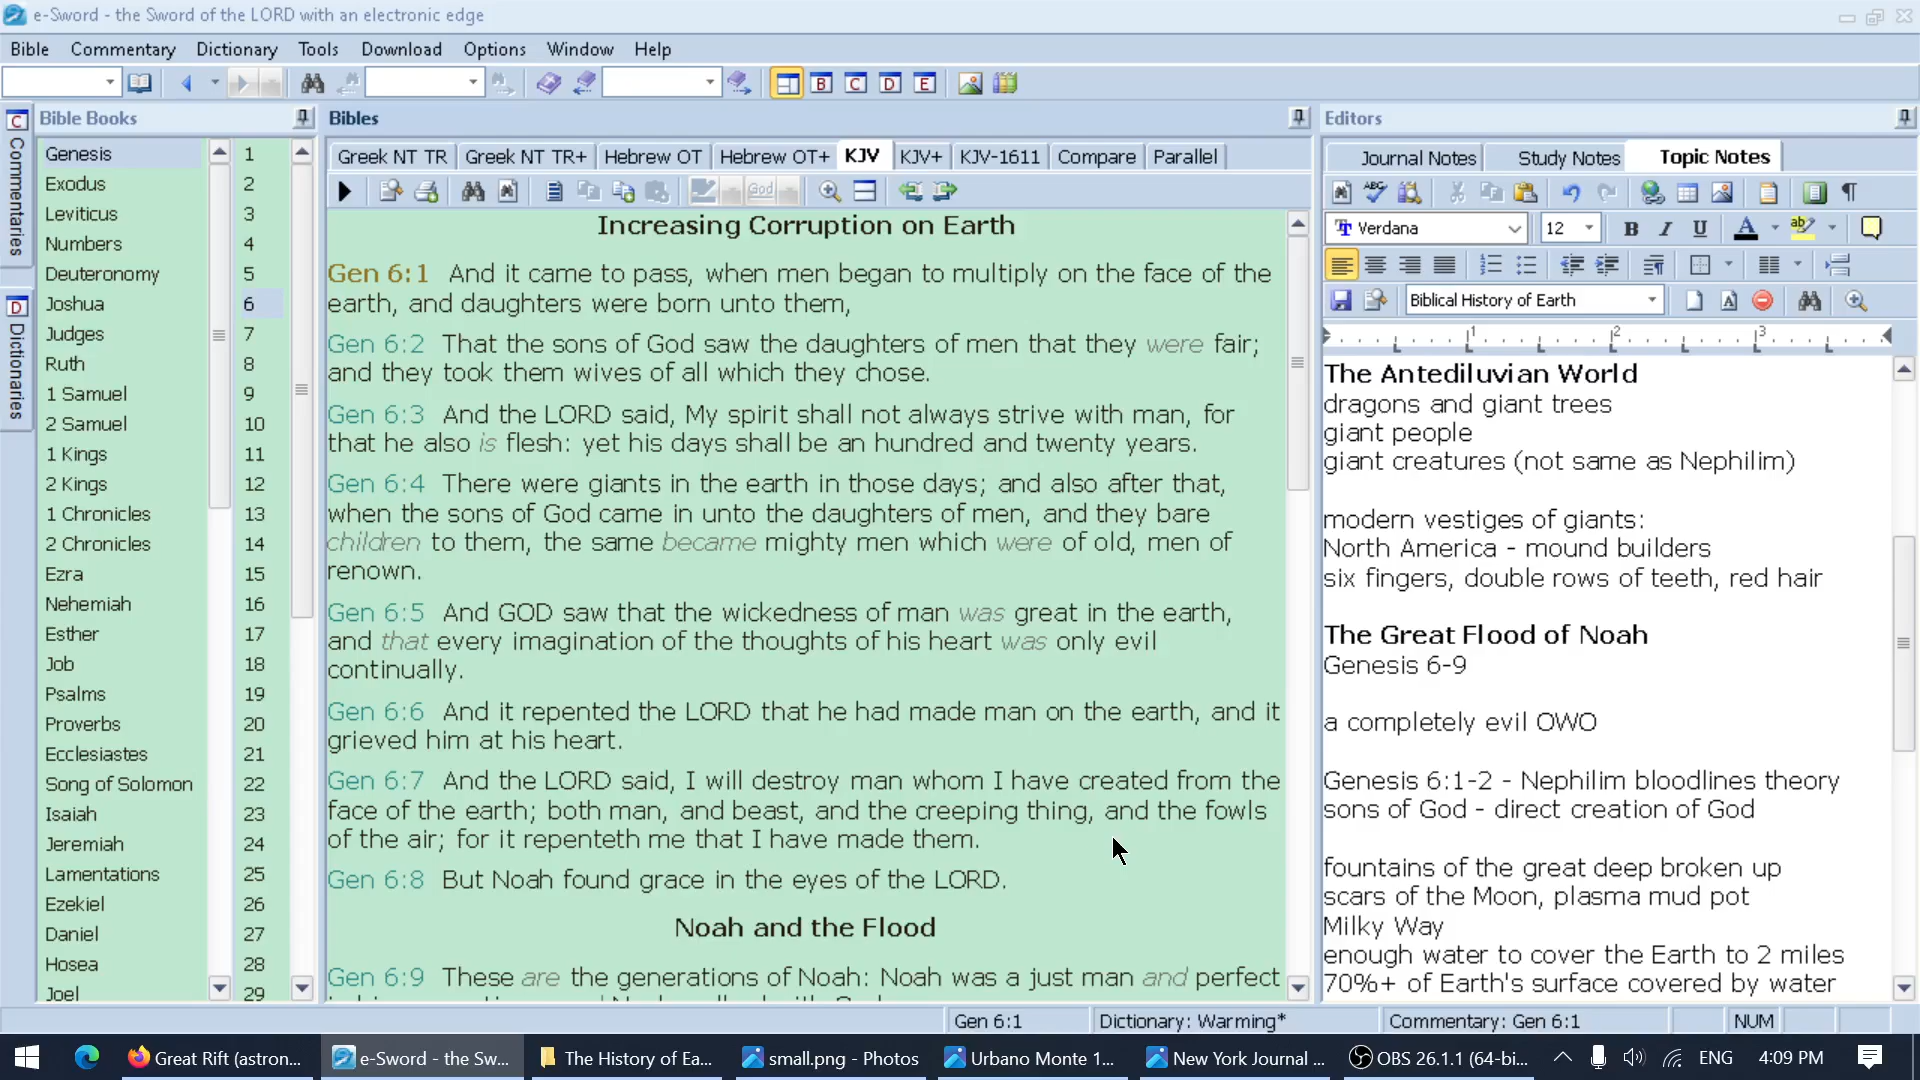 e-Sword - the Sword of the LORD with an electronic edge
Bible Commentary Dictionary Tools Download Options Window Help
B C D E
C Commentaries
D Dictionaries
Bible Books
Genesis 1
Exodus 2
Leviticus 3
Numbers 4
Deuteronomy 5
Joshua 6
Judges 7
Ruth 8
1 Samuel 9
2 Samuel 10
1 Kings 11
2 Kings 12
1 Chronicles 13
2 Chronicles 14
Ezra 15
Nehemiah 16
Esther 17
Job 18
Psalms 19
Proverbs 20
Ecclesiastes 21
Song of Solomon 22
Isaiah 23
Jeremiah 24
Lamentations 25
Ezekiel 26
Daniel 27
Hosea 28
Joel 29
Bibles
Greek NT TR Greek NT TR+ Hebrew OT Hebrew OT+ KJV KJV+ KJV-1611 Compare Parallel
God
Increasing Corruption on Earth
Gen 6:1 And it came to pass, when men began to multiply on the face of the
earth, and daughters were born unto them,
Gen 6:2 That the sons of God saw the daughters of men that they were fair;
and they took them wives of all which they chose.
Gen 6:3 And the LORD said, My spirit shall not always strive with man, for
that he also is flesh: yet his days shall be an hundred and twenty years.
Gen 6:4 There were giants in the earth in those days; and also after that,
when the sons of God came in unto the daughters of men, and they bare
children to them, the same became mighty men which were of old, men of
renown.
Gen 6:5 And GOD saw that the wickedness of man was great in the earth,
and that every imagination of the thoughts of his heart was only evil
continually.
Gen 6:6 And it repented the LORD that he had made man on the earth, and it
grieved him at his heart.
Gen 6:7 And the LORD said, I will destroy man whom I have created from the
face of the earth; both man, and beast, and the creeping thing, and the fowls
of the air; for it repenteth me that I have made them.
Gen 6:8 But Noah found grace in the eyes of the LORD.
Noah and the Flood
Gen 6:9 These are the generations of Noah: Noah was a just man and perfect
Editors
Journal Notes Study Notes Topic Notes
ABC
Verdana 12 B I U A ab
Biblical History of Earth A
1 2 3
The Antediluvian World
dragons and giant trees
giant people
giant creatures (not same as Nephilim)
modern vestiges of giants:
North America - mound builders
six fingers, double rows of teeth, red hair
The Great Flood of Noah
Genesis 6-9
a completely evil OWO
Genesis 6:1-2 - Nephilim bloodlines theory
sons of God - direct creation of God
fountains of the great deep broken up
scars of the Moon, plasma mud pot
Milky Way
enough water to cover the Earth to 2 miles
70%+ of Earth's surface covered by water
Gen 6:1 Dictionary: Warming* Commentary: Gen 6:1 NUM
Great Rift (astron... e-Sword - the Sw... The History of Ea... small.png - Photos Urbano Monte 1... New York Journal ... OBS 26.1.1 (64-bi... ENG 4:09 PM